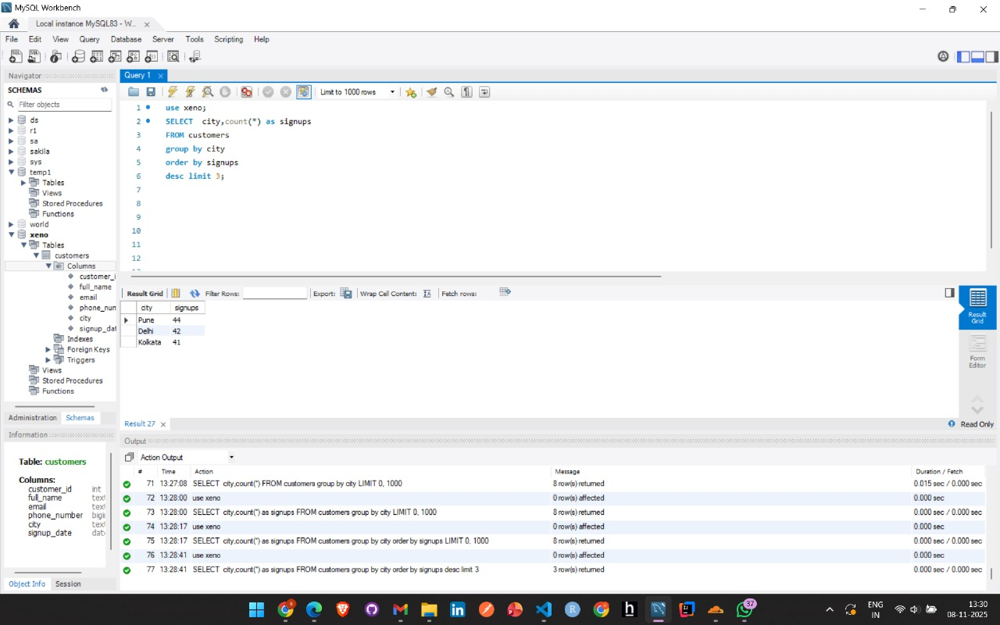 MySQL Workbench
Local instance MySQL83 - W...
File Edit View Query Database Server Tools Scripting Help
Navigator
SCHEMAS
Filter objects
ds
r1
sa
sakila
sys
temp1
Tables
Views
Stored Procedures
Functions
world
xeno
Tables
customers
Columns
customer_i
full_name
email
phone_num
city
signup_dat
Indexes
Foreign Keys
Triggers
Views
Stored Procedures
Functions
Administration Schemas
Information
Table: customers
Columns:
customer_id int
full_name text
email text
phone_number bigin
city text
signup_date date
Object Info Session
Query 1
Limit to 1000 rows
1 use xeno;
2 SELECT city,count(*) as signups
3 FROM customers
4 group by city
5 order by signups
6 desc limit 3;
7
8
9
10
11
12
Result Grid Filter Rows: Export: Wrap Cell Content: Fetch rows:
city signups
Pune 44
Delhi 42
Kolkata 41
Result Grid
Form Editor
Result 27
Read Only
Output
Action Output
# Time Action Message Duration / Fetch
71 13:27:08 SELECT city,count(*) FROM customers group by city LIMIT 0, 1000 8 row(s) returned 0.015 sec / 0.000 sec
72 13:28:00 use xeno 0 row(s) affected 0.000 sec
73 13:28:00 SELECT city,count(*) as signups FROM customers group by city LIMIT 0, 1000 8 row(s) returned 0.000 sec / 0.000 sec
74 13:28:17 use xeno 0 row(s) affected 0.000 sec
75 13:28:17 SELECT city,count(*) as signups FROM customers group by city order by signups LIMIT 0, 1000 8 row(s) returned 0.000 sec / 0.000 sec
76 13:28:41 use xeno 0 row(s) affected 0.000 sec
77 13:28:41 SELECT city,count(*) as signups FROM customers group by city order by signups desc limit 3 3 row(s) returned 0.000 sec / 0.000 sec
37
ENG
IN
13:30
08-11-2025